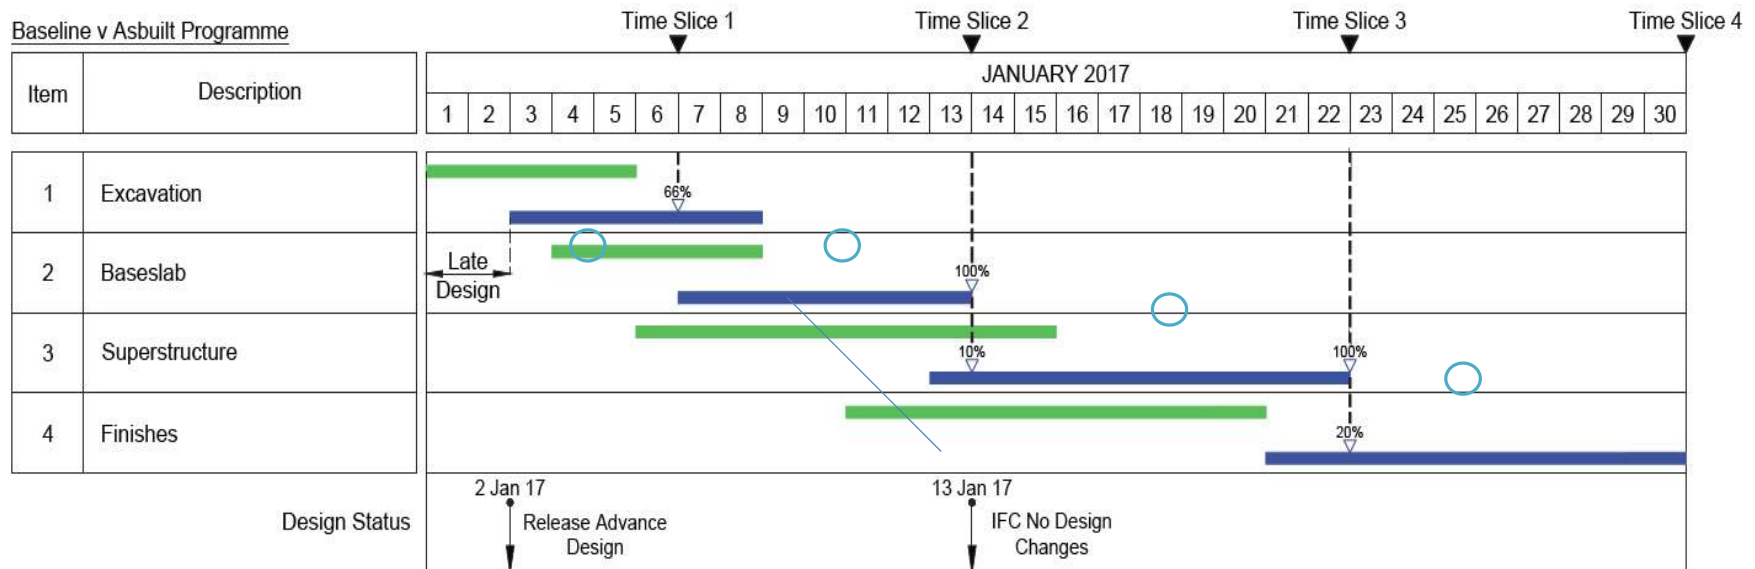 Time Slice 1 Time Slice 2 Time Slice 3 Time Slice 4
Baseline v Asbuilt Programme
Item Description JANUARY 2017
1 2 3 4 5 6 7 8 9 10 11 12 13 14 15 16 17 18 19 20 21 22 23 24 25 26 27 28 29 30
1 Excavation 66%
2 Baseslab Late
Design
100%
3 Superstructure 10% 100%
4 Finishes 20%
2 Jan 17 13 Jan 17
Design Status Release Advance IFC No Design
Design Changes